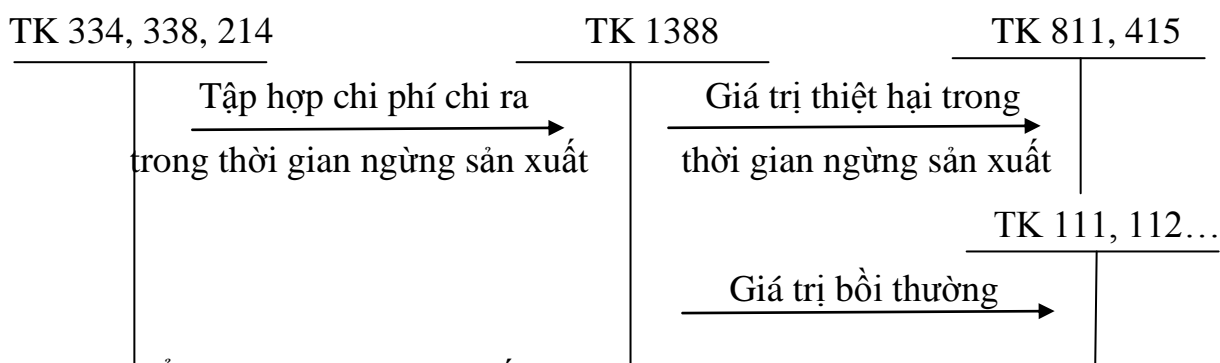 TK 334, 338, 214
TK 1388
TK 811, 415
Tập hợp chi phí chi ra
trong thời gian ngừng sản xuất
Giá trị thiệt hại trong
thời gian ngừng sản xuất
TK 111, 112…
Giá trị bồi thường